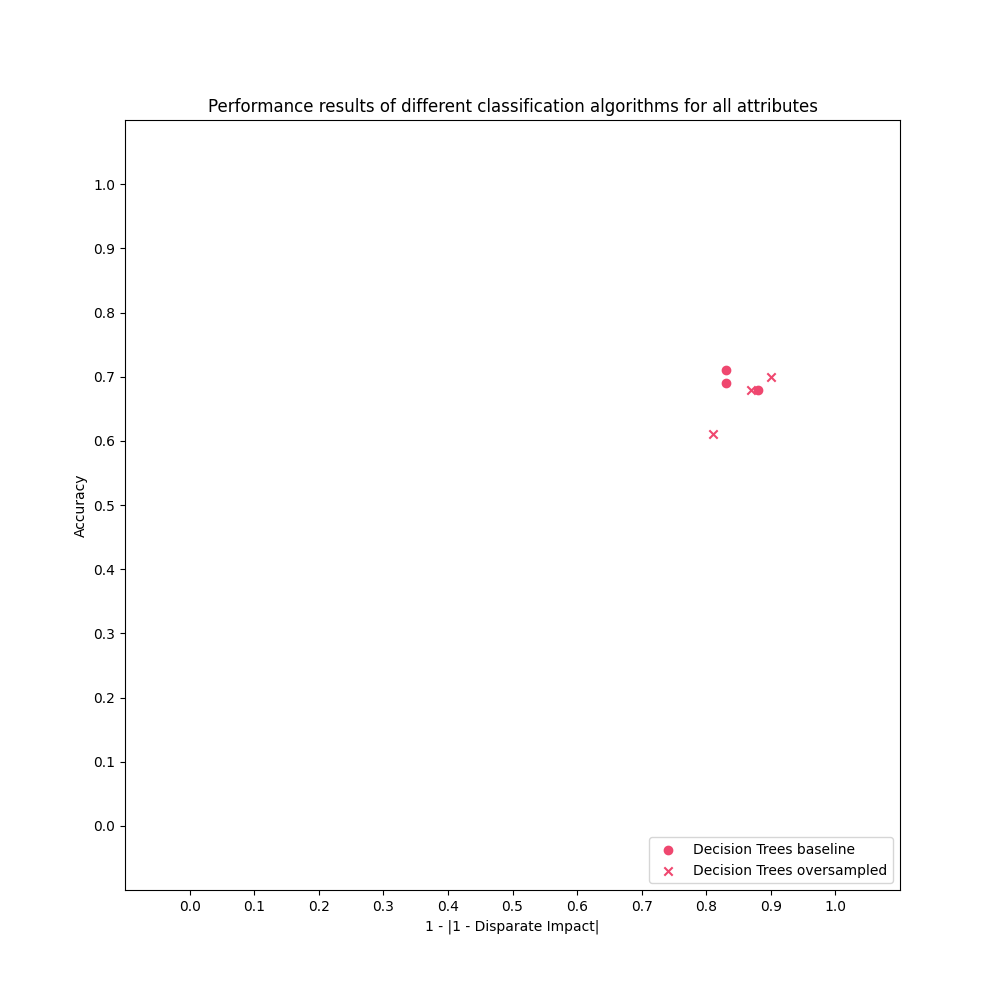 Performance results of different classification algorithms for all attributes
Accuracy
1.0
0.9
0.8
0.7
0.6
0.5
0.4
0.3
0.2
0.1
0.0
Decision Trees baseline
Decision Trees oversampled
0.0 0.1 0.2 0.3 0.4 0.5 0.6 0.7 0.8 0.9 1.0
1 - |1 - Disparate Impact|